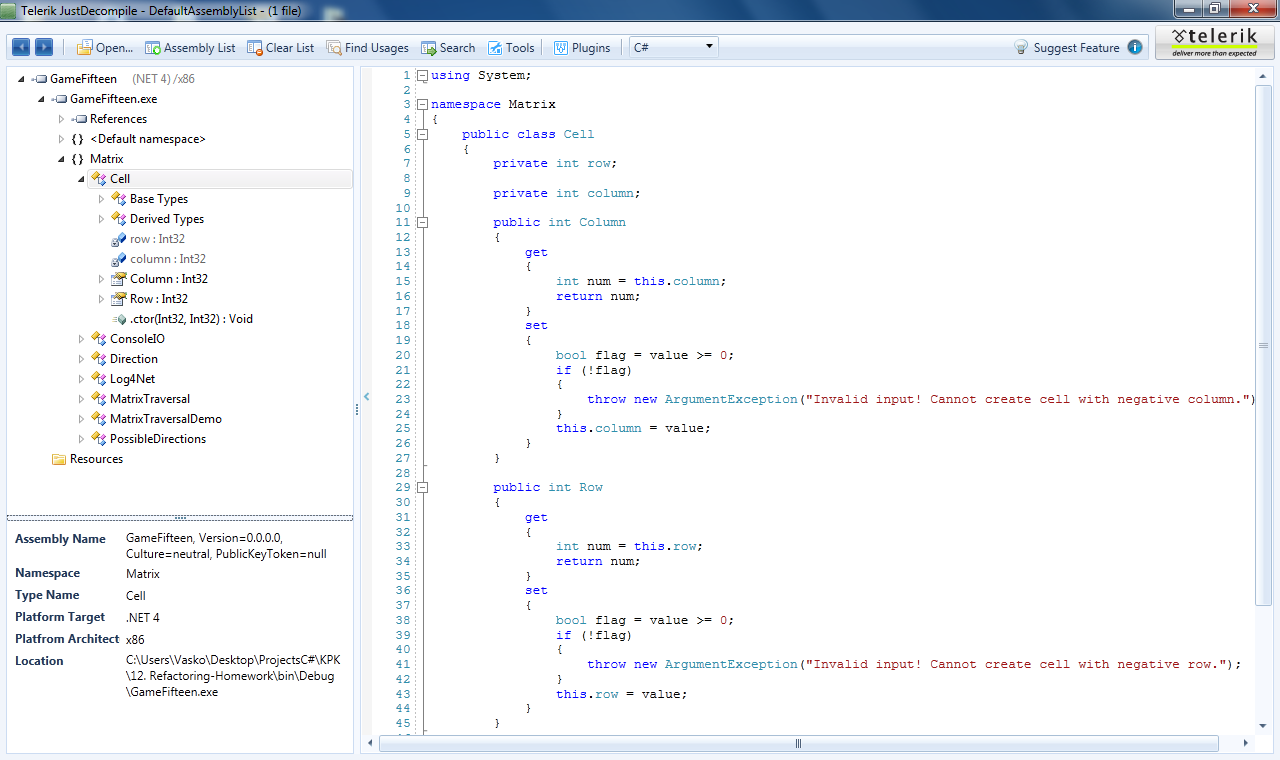 Telerik JustDecompile - DefaultAssemblyList - (1 file)
Open... Assembly List Clear List Find Usages Search Tools Plugins C# Suggest Feature telerik
deliver more than expected
GameFifteen (NET 4) /x86
GameFifteen.exe
References
{} <Default namespace>
{} Matrix
Cell
Base Types
Derived Types
row : Int32
column : Int32
Column : Int32
Row : Int32
.ctor(Int32, Int32) : Void
ConsoleIO
Direction
Log4Net
MatrixTraversal
MatrixTraversalDemo
PossibleDirections
Resources
Assembly Name GameFifteen, Version=0.0.0.0,
Culture=neutral, PublicKeyToken=null
Namespace Matrix
Type Name Cell
Platform Target .NET 4
Platfrom Architect x86
Location C:\Users\Vasko\Desktop\ProjectsC#\KPK
\12. Refactoring-Homework\bin\Debug
\GameFifteen.exe
1 using System;
2
3 namespace Matrix
4 {
5 public class Cell
6 {
7 private int row;
8
9 private int column;
10
11 public int Column
12 {
13 get
14 {
15 int num = this.column;
16 return num;
17 }
18 set
19 {
20 bool flag = value >= 0;
21 if (!flag)
22 {
23 throw new ArgumentException("Invalid input! Cannot create cell with negative column.")
24 }
25 this.column = value;
26 }
27 }
28
29 public int Row
30 {
31 get
32 {
33 int num = this.row;
34 return num;
35 }
36 set
37 {
38 bool flag = value >= 0;
39 if (!flag)
40 {
41 throw new ArgumentException("Invalid input! Cannot create cell with negative row.");
42 }
43 this.row = value;
44 }
45 }